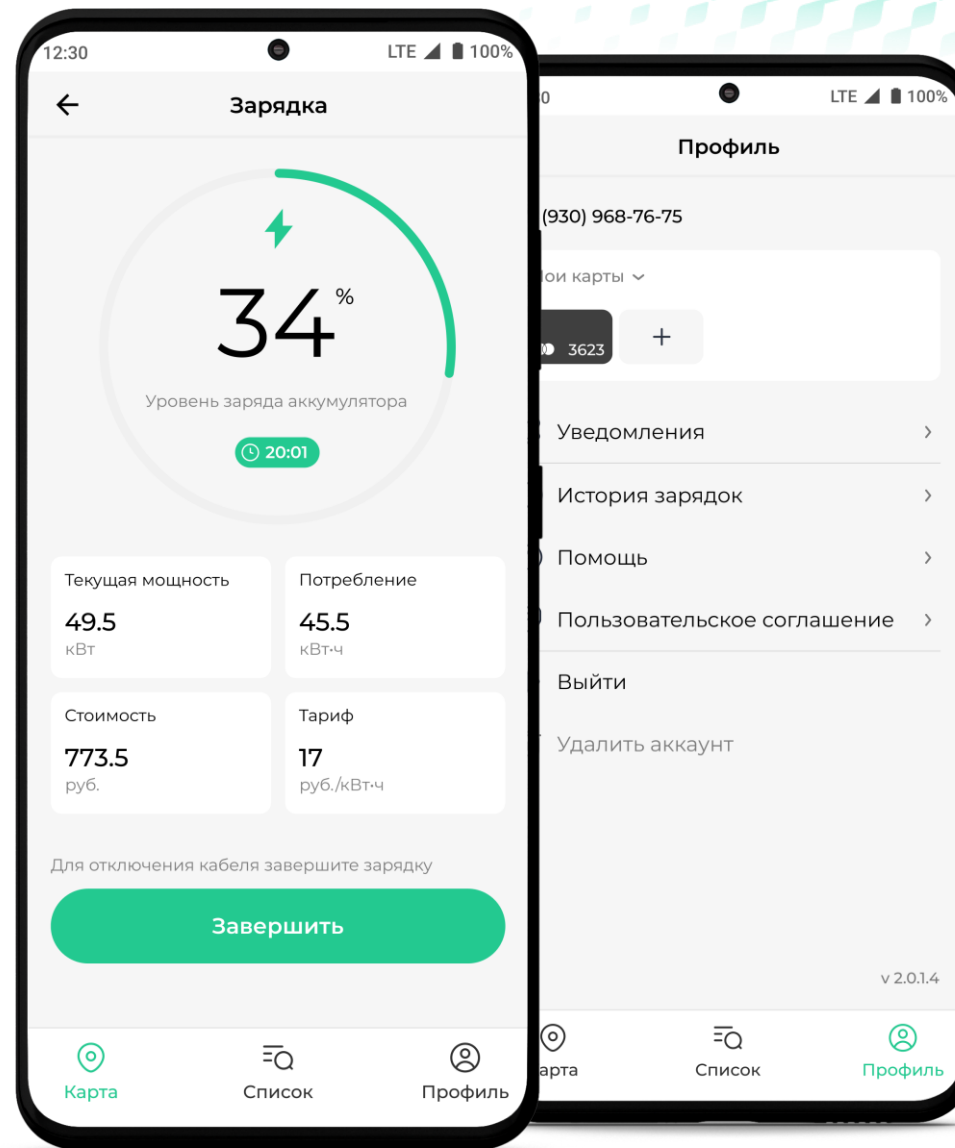 12:30
LTE 100%
Зарядка
34 %
Уровень заряда аккумулятора
20:01
Текущая мощность
49.5
кВт
Потребление
45.5
кВт·ч
Стоимость
773.5
руб.
Тариф
17
руб./кВт·ч
Для отключения кабеля завершите зарядку
Завершить
Карта
Список
Профиль
LTE 100%
Профиль
(930) 968-76-75
карты
3623
+
Уведомления
История зарядок
Помощь
Пользовательское соглашение
Выйти
Удалить аккаунт
v 2.0.1.4
арта
Список
Профиль